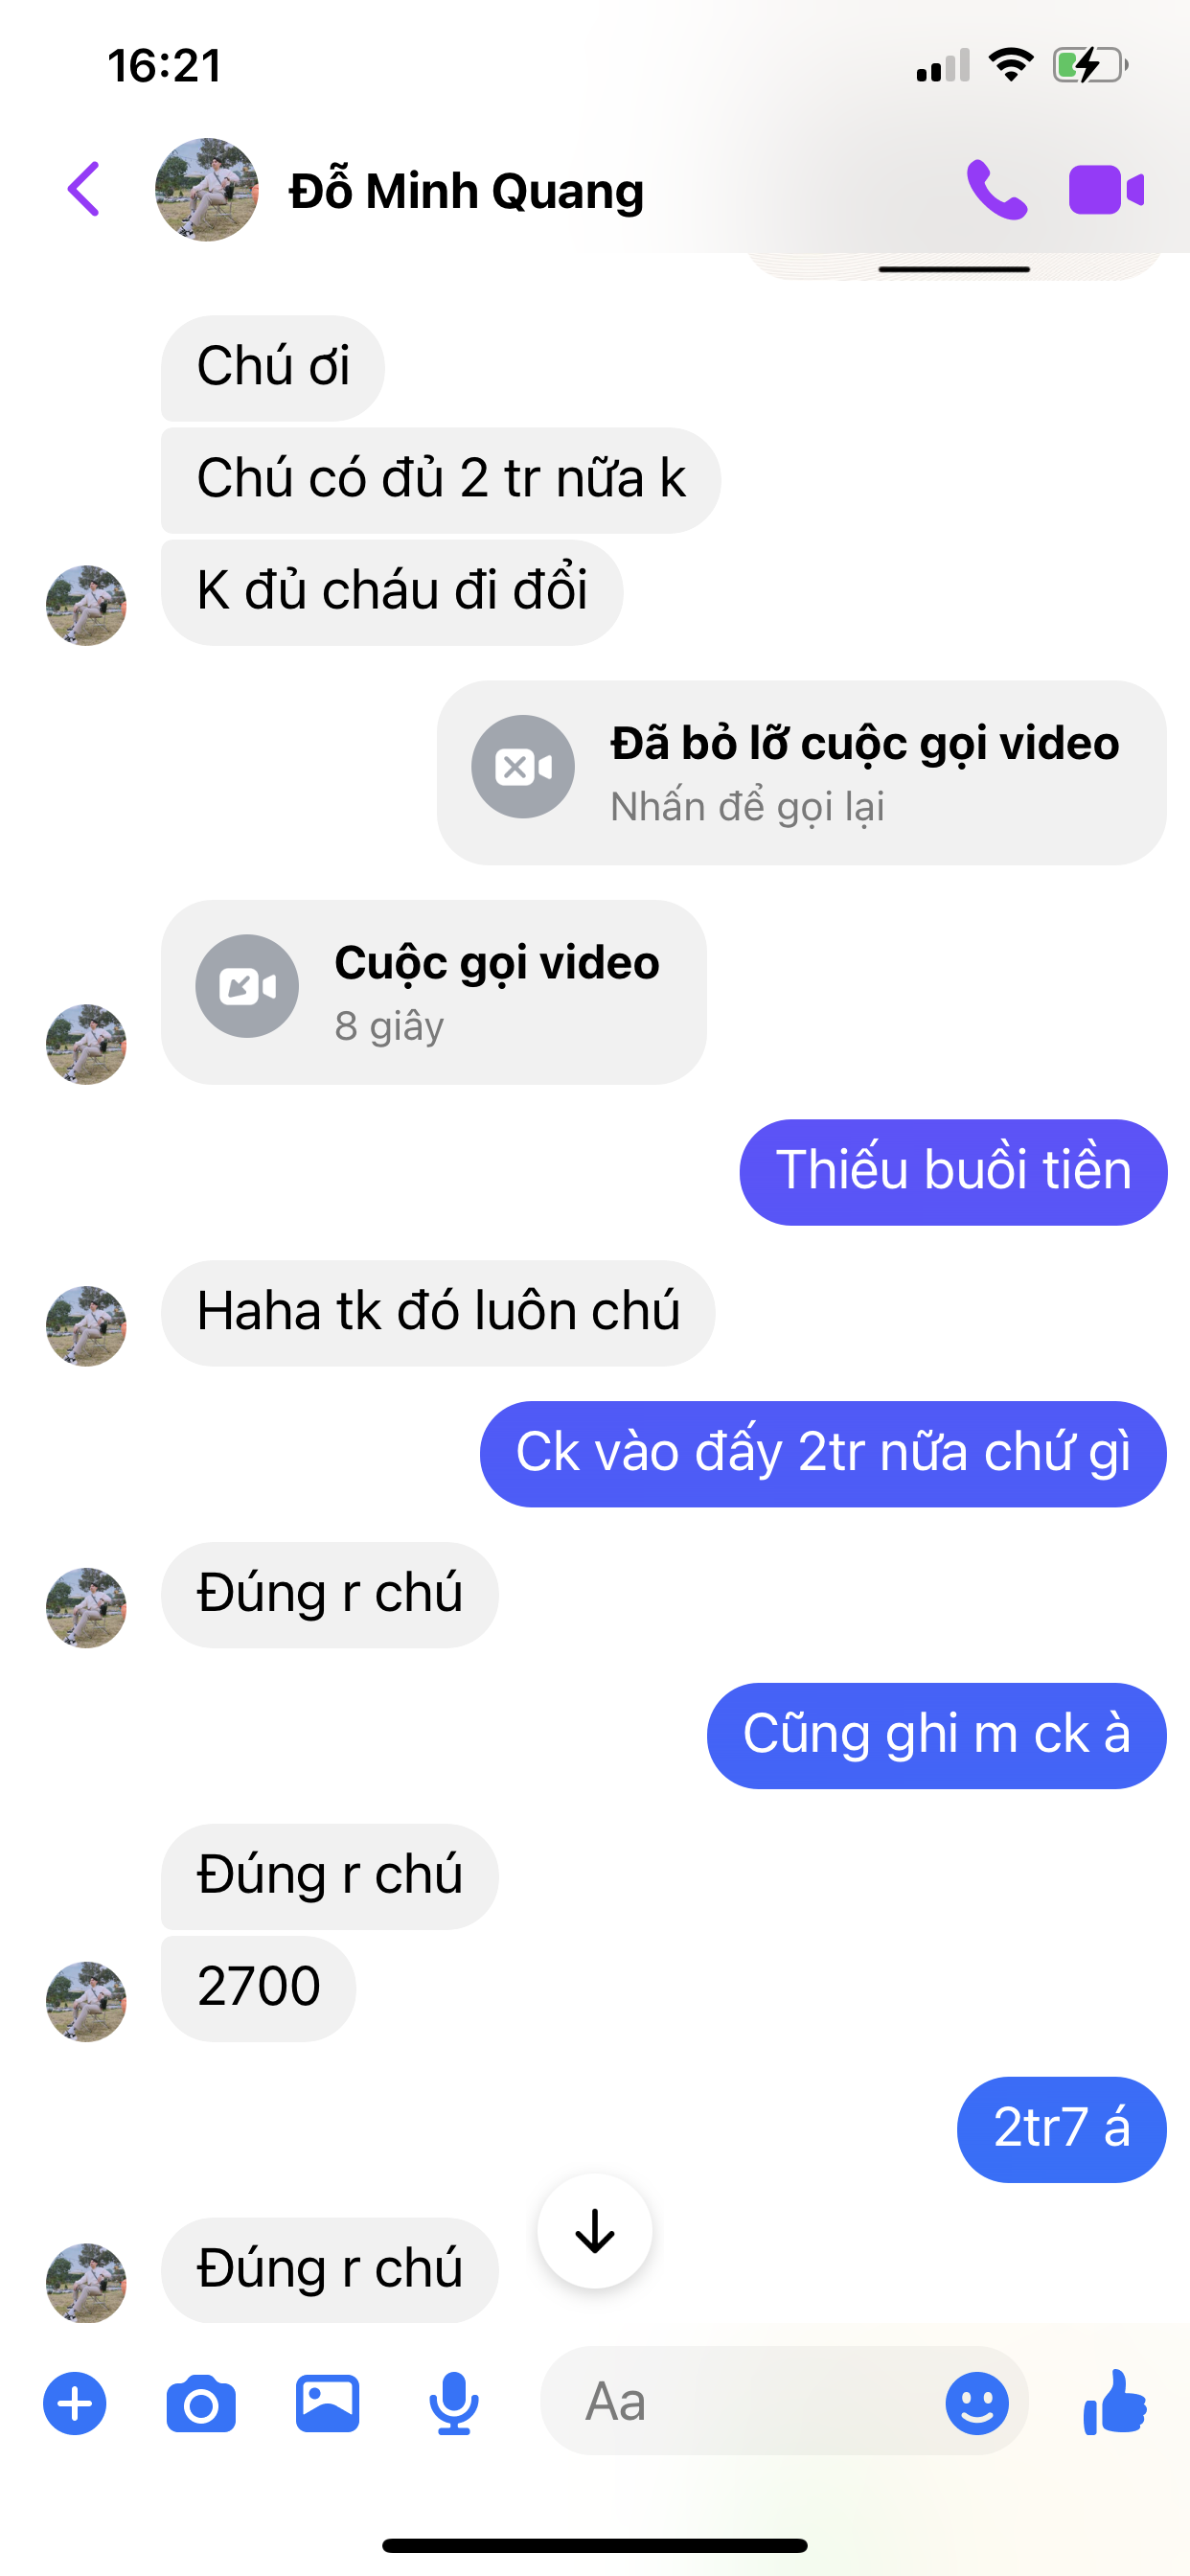 16:21
Đỗ Minh Quang
Chú ơi
Chú có đủ 2 tr nữa k
K đủ cháu đi đổi
Đã bỏ lỡ cuộc gọi video
Nhấn để gọi lại
Cuộc gọi video
8 giây
Thiếu buồi tiền
Haha tk đó luôn chú
Ck vào đấy 2tr nữa chứ gì
Đúng r chú
Cũng ghi m ck à
Đúng r chú
2700
2tr7 á
Đúng r chú
Aa